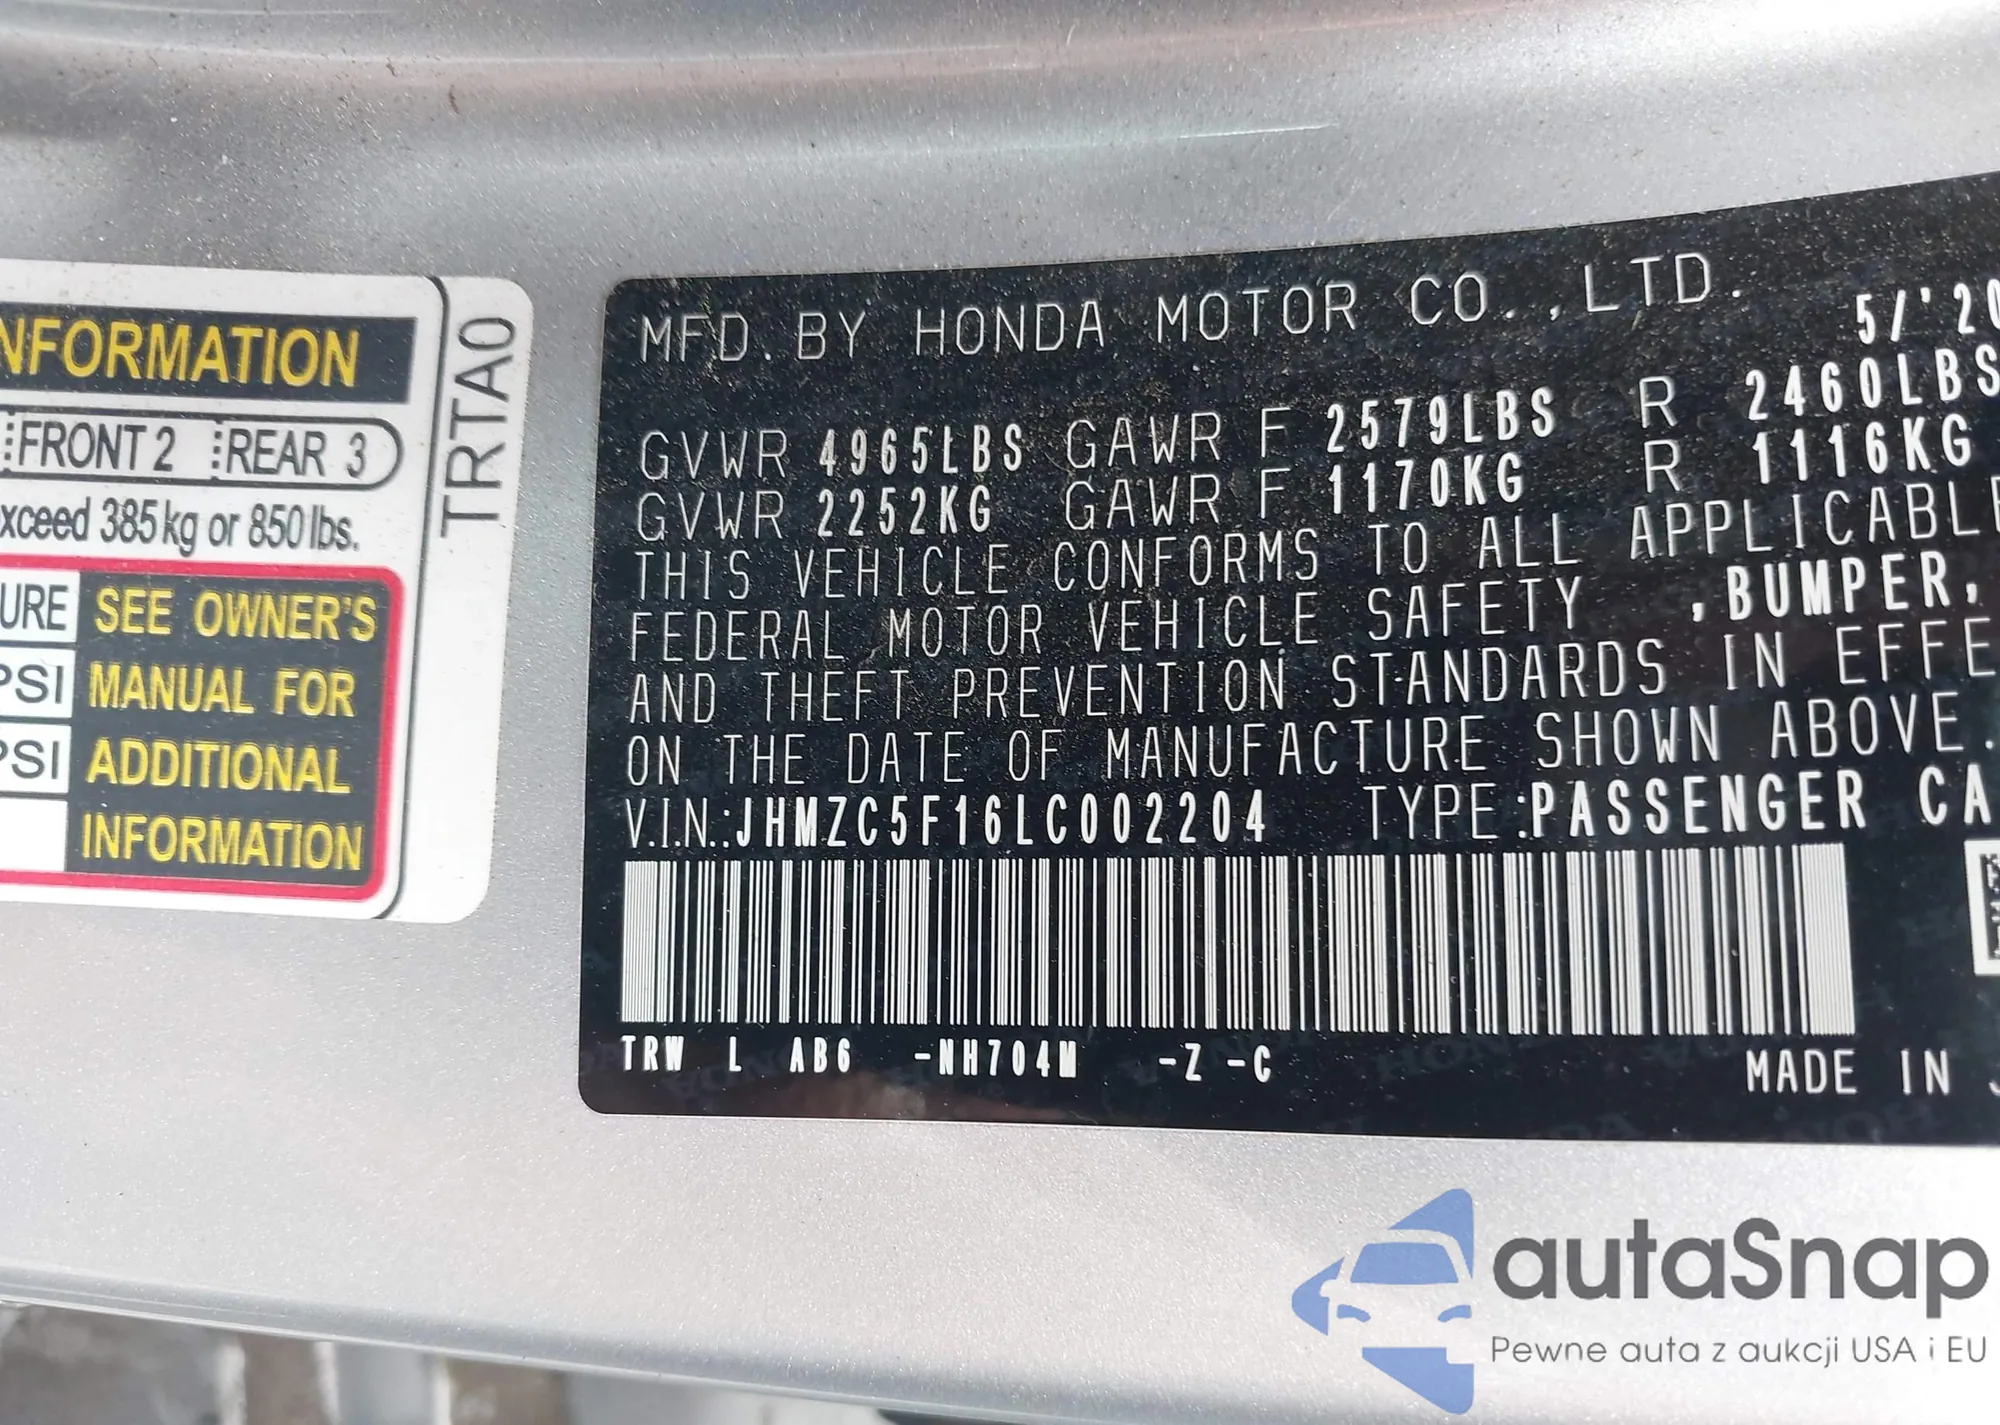 NFORMATION
FRONT 2 REAR 3
xceed 385 kg or 850 lbs.
URE SEE OWNER'S
PSI MANUAL FOR
PSI ADDITIONAL
INFORMATION
TRTA0
MFD. BY HONDA MOTOR CO.,LTD. 5/'20
GVWR 4965LBS GAWR F 2579LBS R 2460LBS
GVWR 2252KG GAWR F 1170KG R 1116KG
THIS VEHICLE CONFORMS TO ALL APPLICABLE
FEDERAL MOTOR VEHICLE SAFETY ,BUMPER,
AND THEFT PREVENTION STANDARDS IN EFFE
ON THE DATE OF MANUFACTURE SHOWN ABOVE.
V.I.N.:JHMZC5F16LC002204 TYPE:PASSENGER CA
TRW L AB6 -NH704M -Z -C
MADE IN J
autaSnap
Pewne auta z aukcji USA i EU